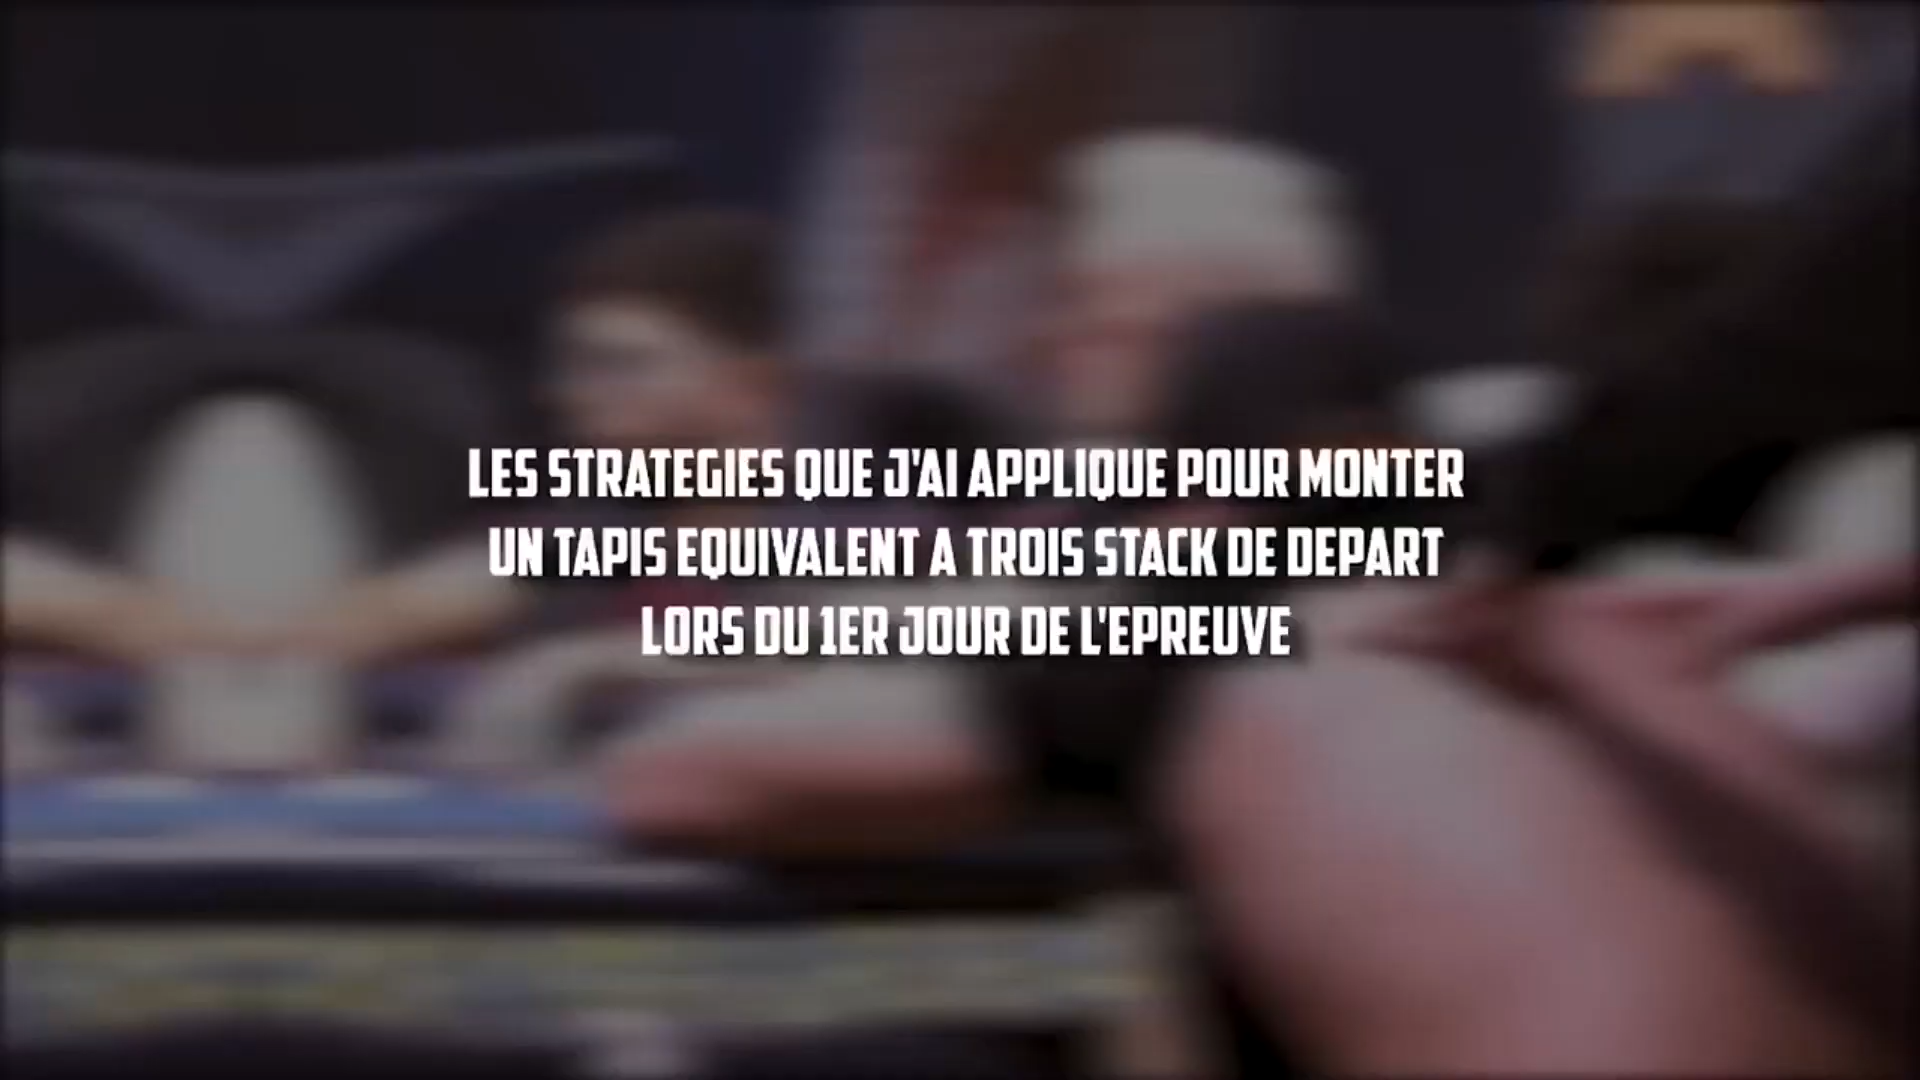 LES STRATEGIES QUE J'AI APPLIQUE POUR MONTER
UN TAPIS EQUIVALENT A TROIS STACK DE DEPART
LORS DU 1ER JOUR DE L'EPREUVE